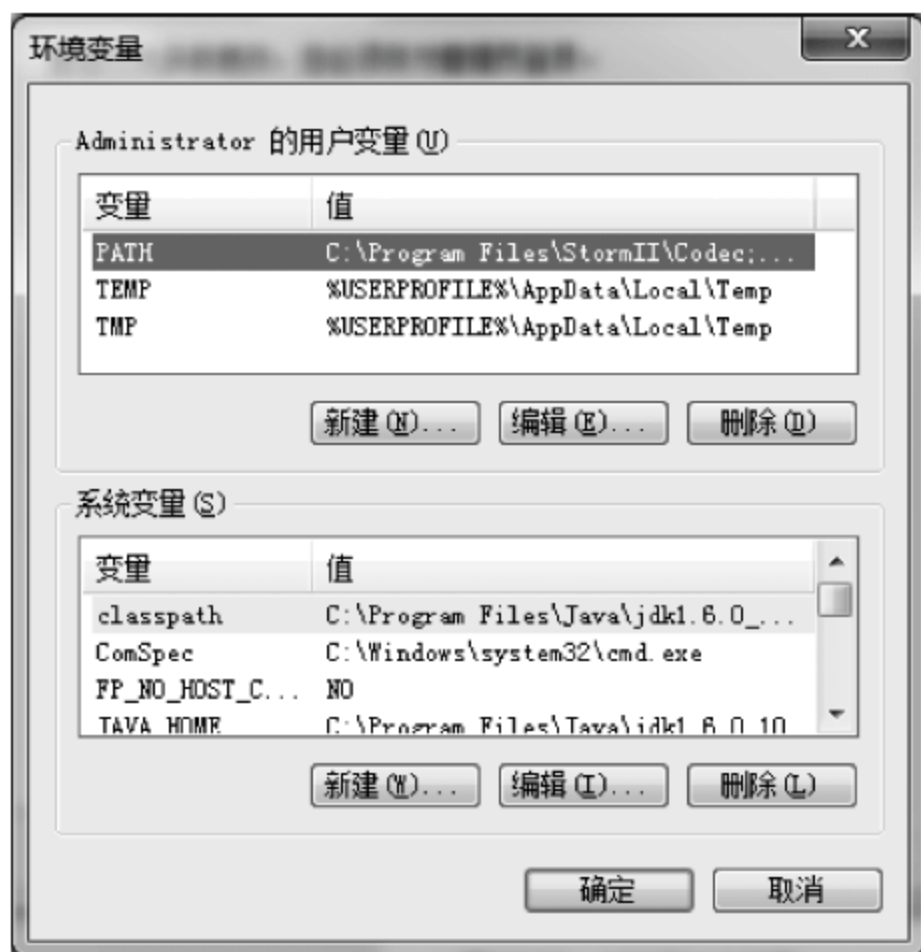 环境变量
Administrator 的用户变量(U)
变量 值
PATH C:\Program Files\StormII\Codec;...
TEMP %USERPROFILE%\AppData\Local\Temp
TMP %USERPROFILE%\AppData\Local\Temp
新建(N)... 编辑(E)... 删除(D)
系统变量(S)
变量 值
classpath C:\Program Files\Java\jdk1.6.0_...
ComSpec C:\Windows\system32\cmd.exe
FP_NO_HOST_C... NO
JAVA_HOME C:\Program Files\Java\jdk1.6.0_10
新建(W)... 编辑(I)... 删除(L)
确定 取消